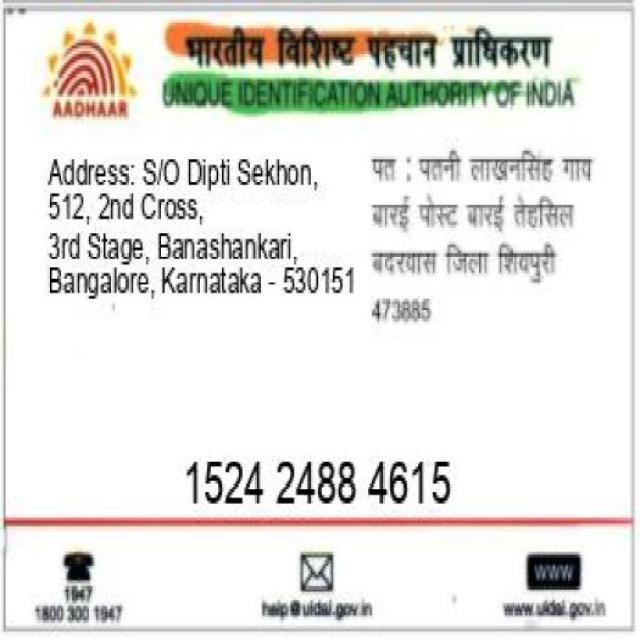 भारतीय विशिष्ट पहचान प्राधिकरण
AADHAAR
UNIQUE IDENTIFICATION AUTHORITY OF INDIA
Address: S/O Dipti Sekhon,
512, 2nd Cross,
3rd Stage, Banashankari,
Bangalore, Karnataka - 530151
पत : पतनी लाखनसिंह गाव
बारई पोस्ट बारई तेहसिल
बदरवास जिला शिवपुरी
473885
1524 2488 4615
1947
1800 300 1947
help@uidai.gov.in
WWW
www.uidai.gov.in